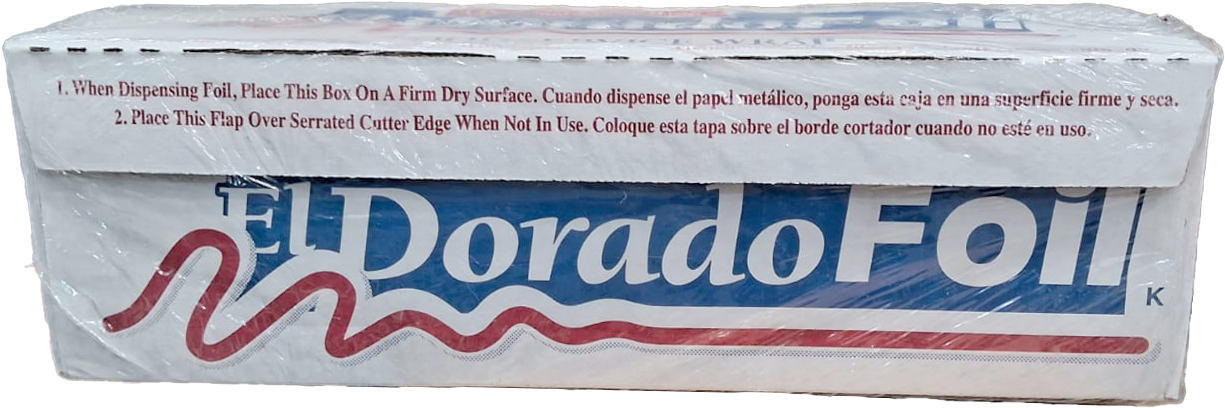 1. When Dispensing Foil, Place This Box On A Firm Dry Surface. Cuando dispense el papel metálico, ponga esta caja en una superficie firme y seca.
2. Place This Flap Over Serrated Cutter Edge When Not In Use. Coloque esta tapa sobre el borde cortador cuando no esté en uso.
El Dorado Foil
K